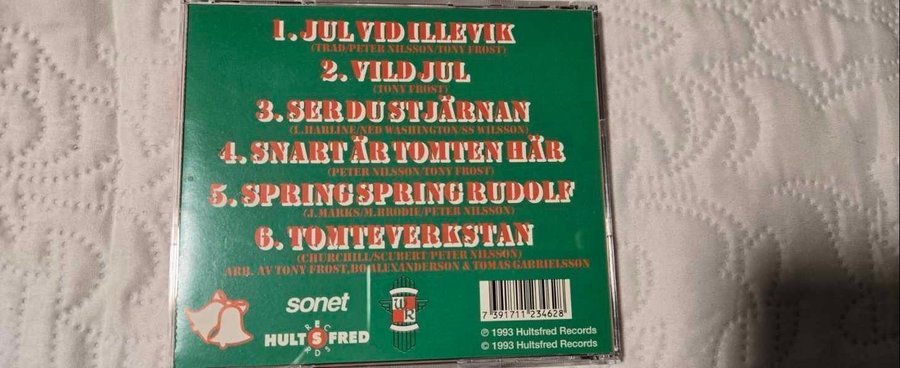 1. JUL VID ILLEVIK
(TRAD/PETER NILSSON/TONY FROST)
2. VILD JUL
(TONY FROST)
3. SER DU STJÄRNAN
(L.HARLINE/NED WASHINGTON/SS WILSSON)
4. SNART ÄR TOMTEN HÄR
(PETER NILSSON/TONY FROST)
5. SPRING SPRING RUDOLF
(J.MARKS/M.BRODIE/PETER NILSSON)
6. TOMTEVERKSTAN
(CHURCHILL/SCUBERT/PETER NILSSON)
ARR. AV TONY FROST, BO ALEXANDERSON & TOMAS GABRIELSSON
sonet
HULTSFRED
RECORDS
WR
7 391711 234628
℗ 1993 Hultsfred Records
© 1993 Hultsfred Records